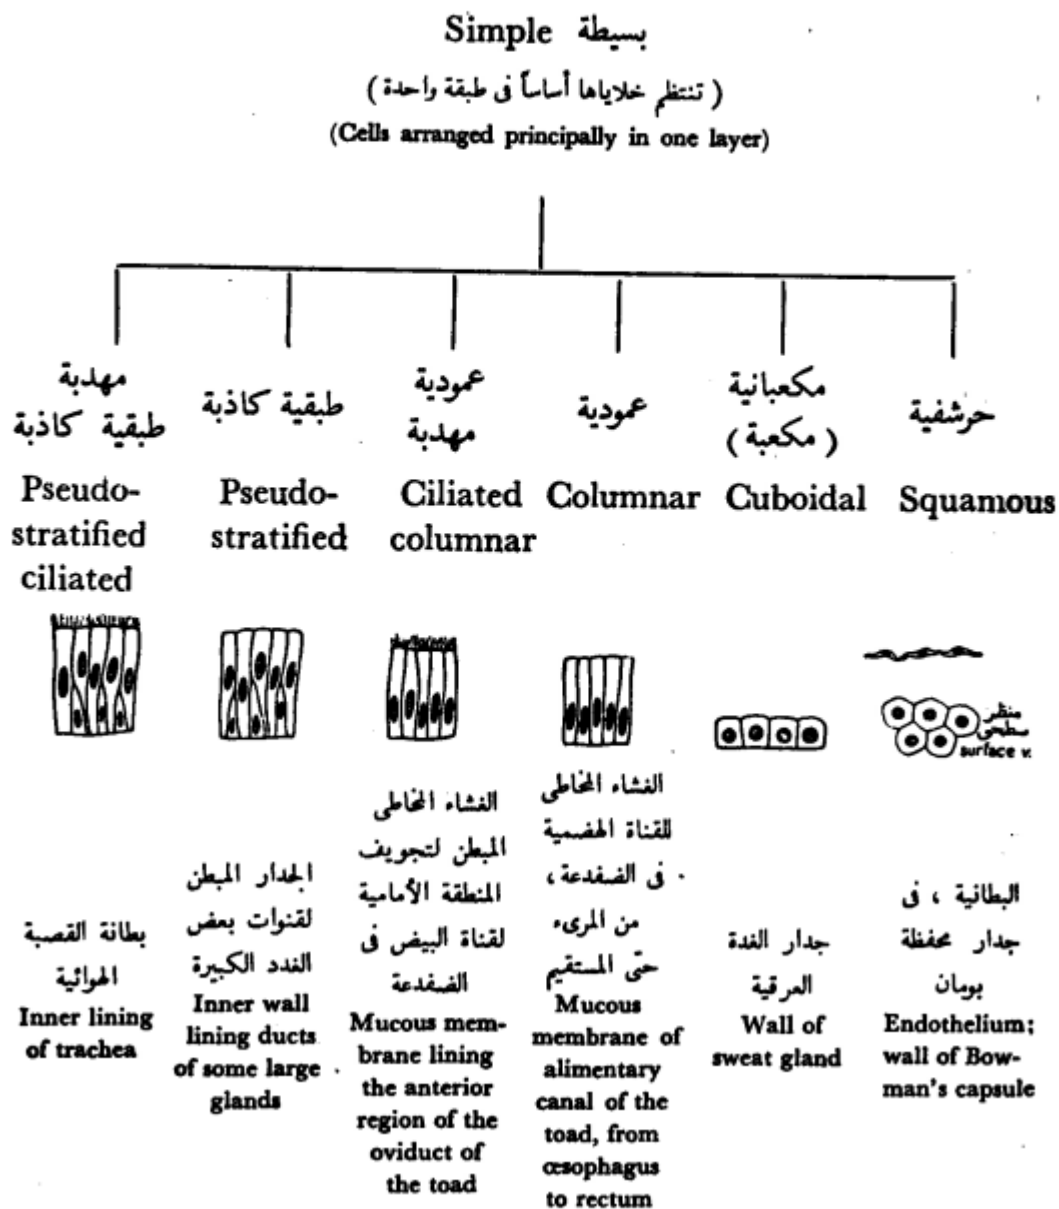 Simple بسيطة
( تنتظم خلاياها أساساً فى طبقة واحدة )
(Cells arranged principally in one layer)
مهدبة
طبقية كاذبة
Pseudo-
stratified
ciliated
بطانة القصبة
الهوائية
Inner lining
of trachea
طبقية كاذبة
Pseudo-
stratified
الجدار المبطن
لقنوات بعض
الغدد الكبيرة
Inner wall
lining ducts
of some large
glands
عمودية
مهدبة
Ciliated
columnar
الغشاء المخاطى
المبطن لتجويف
المنطقة الأمامية
لقناة البيض فى
الضفدعة
Mucous mem-
brane lining
the anterior
region of the
oviduct of
the toad
عمودية
Columnar
الغشاء المخاطى
للقناة الهضمية
فى الضفدعة ،
من المرىء
حتى المستقيم
Mucous
membrane of
alimentary
canal of the
toad, from
œsophagus
to rectum
مكعبانية
( مكعبة )
Cuboidal
جدار الغدة
العرقية
Wall of
sweat gland
حرشفية
Squamous
منظر
سطحى
surface v.
البطانية ، فى
جدار محفظة
بومان
Endothelium;
wall of Bow-
man's capsule